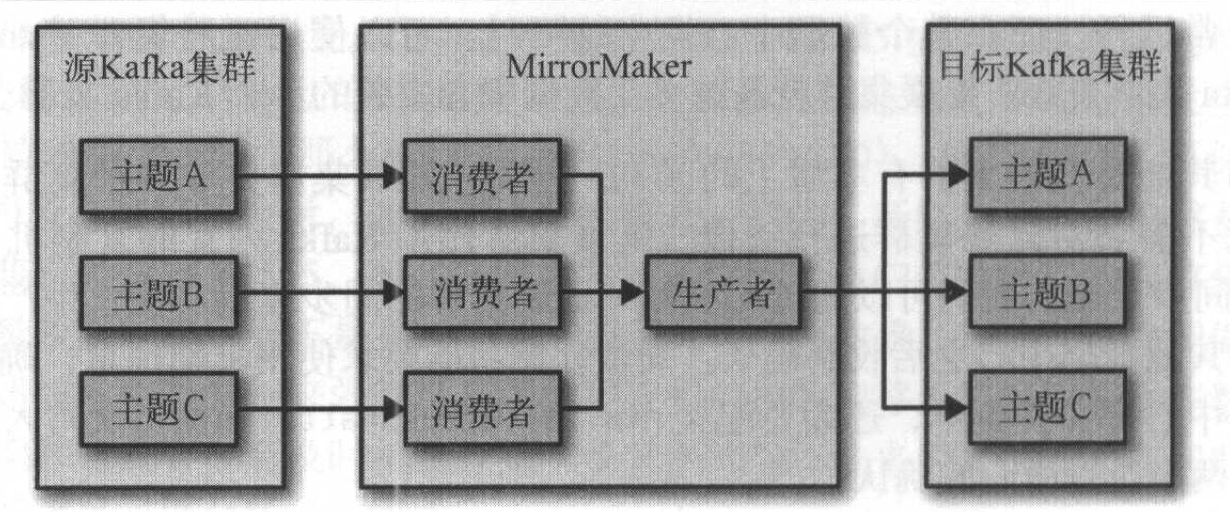 源Kafka集群
MirrorMaker
目标Kafka集群
主题A
消费者
主题A
主题B
消费者
生产者
主题B
主题C
消费者
主题C